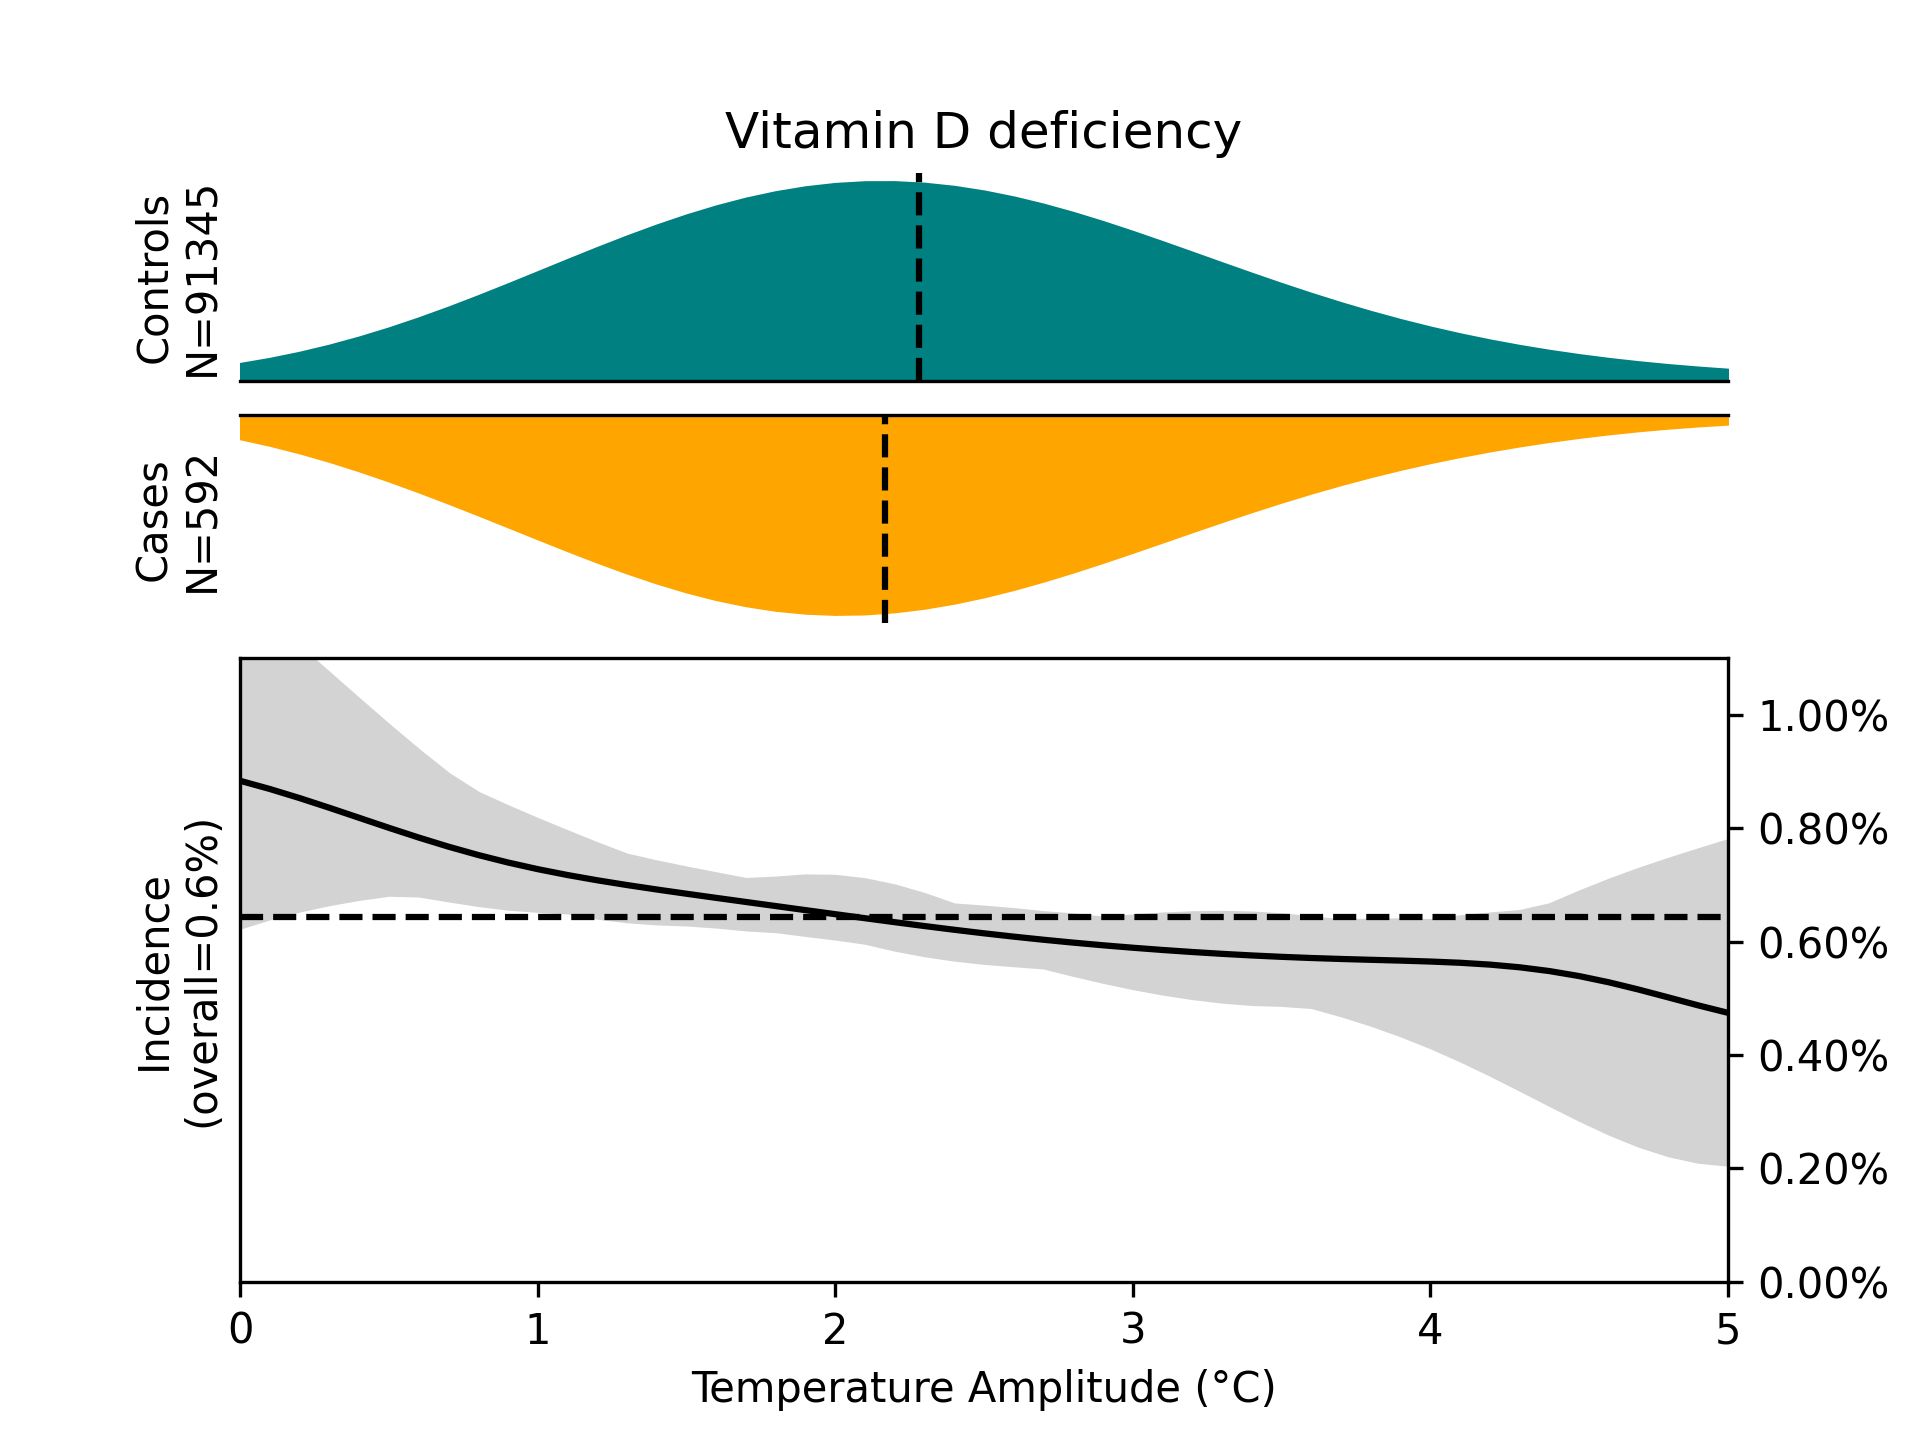 Vitamin D deficiency
Controls
N=91345
Cases
N=592
Incidence
(overall=0.6%)
1.00%
0.80%
0.60%
0.40%
0.20%
0.00%
0 1 2 3 4 5
Temperature Amplitude (°C)